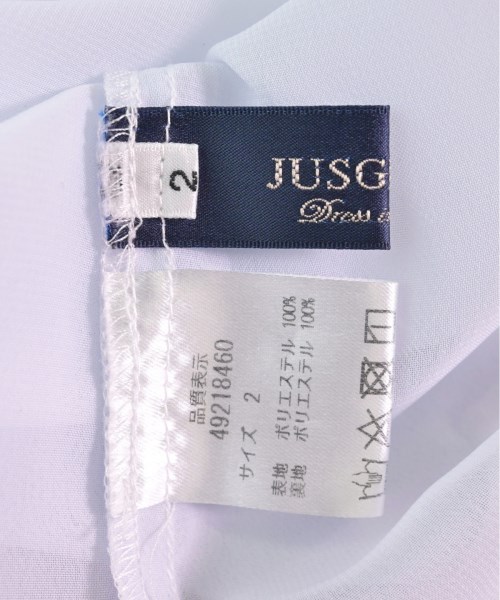 2
JUSG
Dress i
品質表示
49218460
サイズ 2
表地 ポリエステル 100%
裏地 ポリエステル 100%